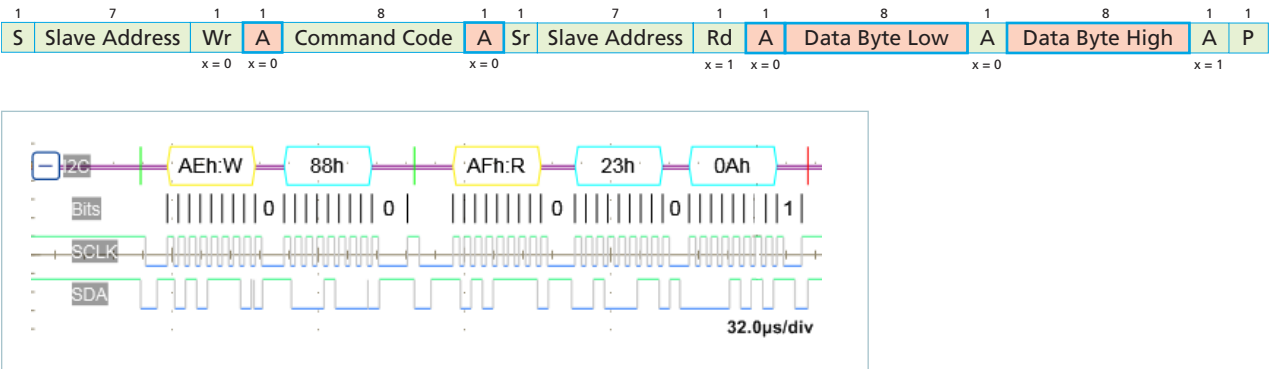 1 7 1 1 8 1 1 7 1 1 8 1 8 1 1
S Slave Address Wr A Command Code A Sr Slave Address Rd A Data Byte Low A Data Byte High A P
x = 0 x = 0 x = 0 x = 1 x = 0 x = 0 x = 1
I2C AEh:W 88h AFh:R 23h 0Ah
Bits 0 0 0 0 1
SCLK
SDA
32.0µs/div